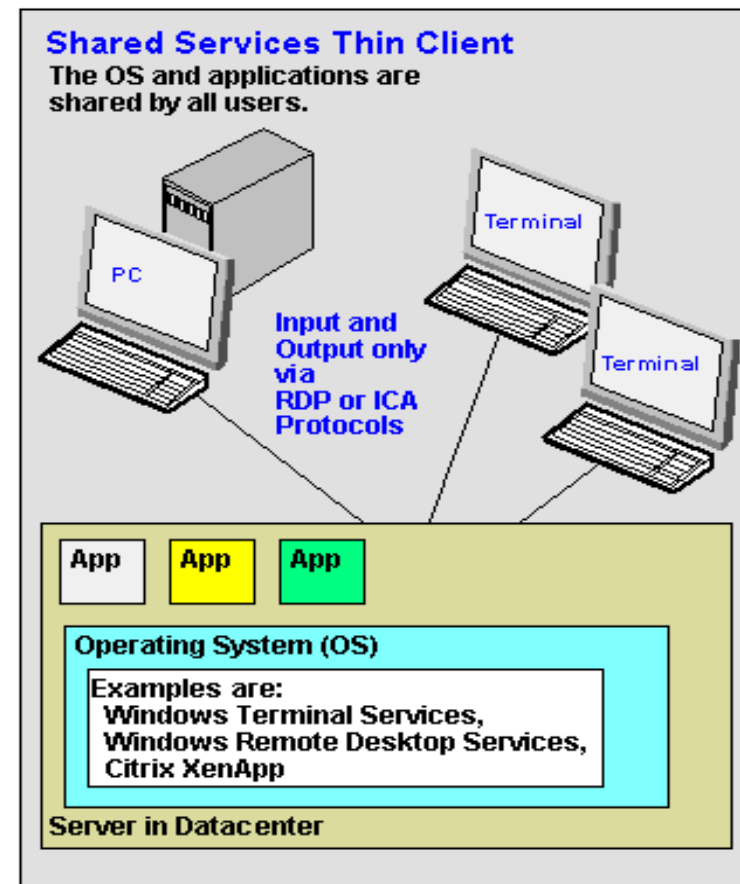 Shared Services Thin Client
The OS and applications are
shared by all users.
PC
Terminal
Terminal
Input and
Output only
via
RDP or ICA
Protocols
App
App
App
Operating System (OS)
Examples are:
Windows Terminal Services,
Windows Remote Desktop Services,
Citrix XenApp
Server in Datacenter